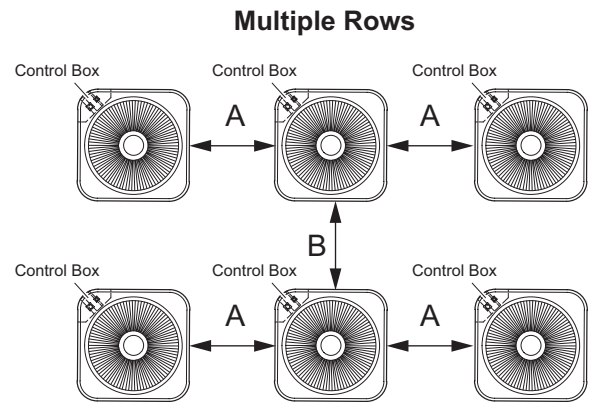 Multiple Rows
Control Box Control Box Control Box
A A
B
Control Box Control Box Control Box
A A